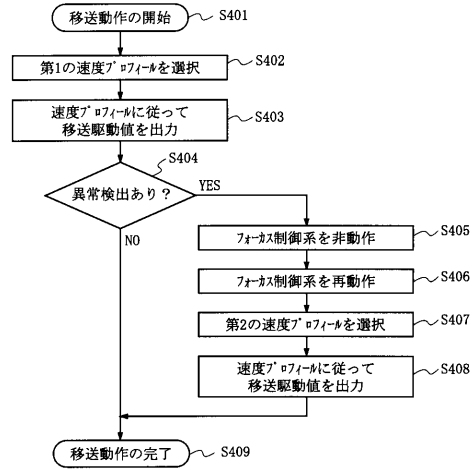 移送動作の開始
S401
第1の速度ﾌﾟﾛﾌｨｰﾙを選択
S402
速度ﾌﾟﾛﾌｨｰﾙに従って
移送駆動値を出力
S403
S404
異常検出あり？
YES
NO
ﾌｫｰｶｽ制御系を非動作
S405
ﾌｫｰｶｽ制御系を再動作
S406
第2の速度ﾌﾟﾛﾌｨｰﾙを選択
S407
速度ﾌﾟﾛﾌｨｰﾙに従って
移送駆動値を出力
S408
移送動作の完了
S409